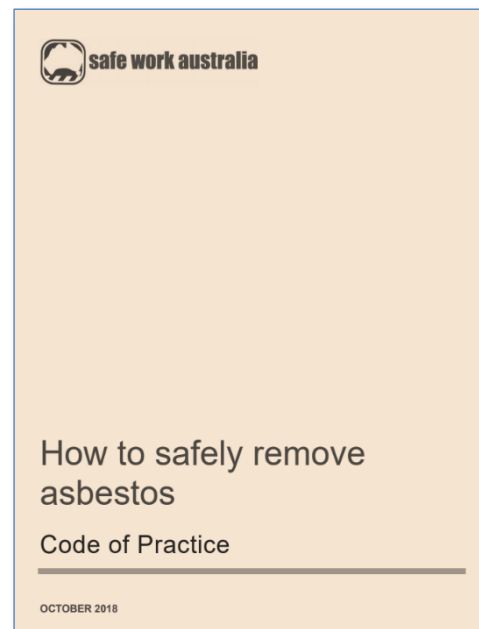 safe work australia
How to safely remove
asbestos
Code of Practice
OCTOBER 2018